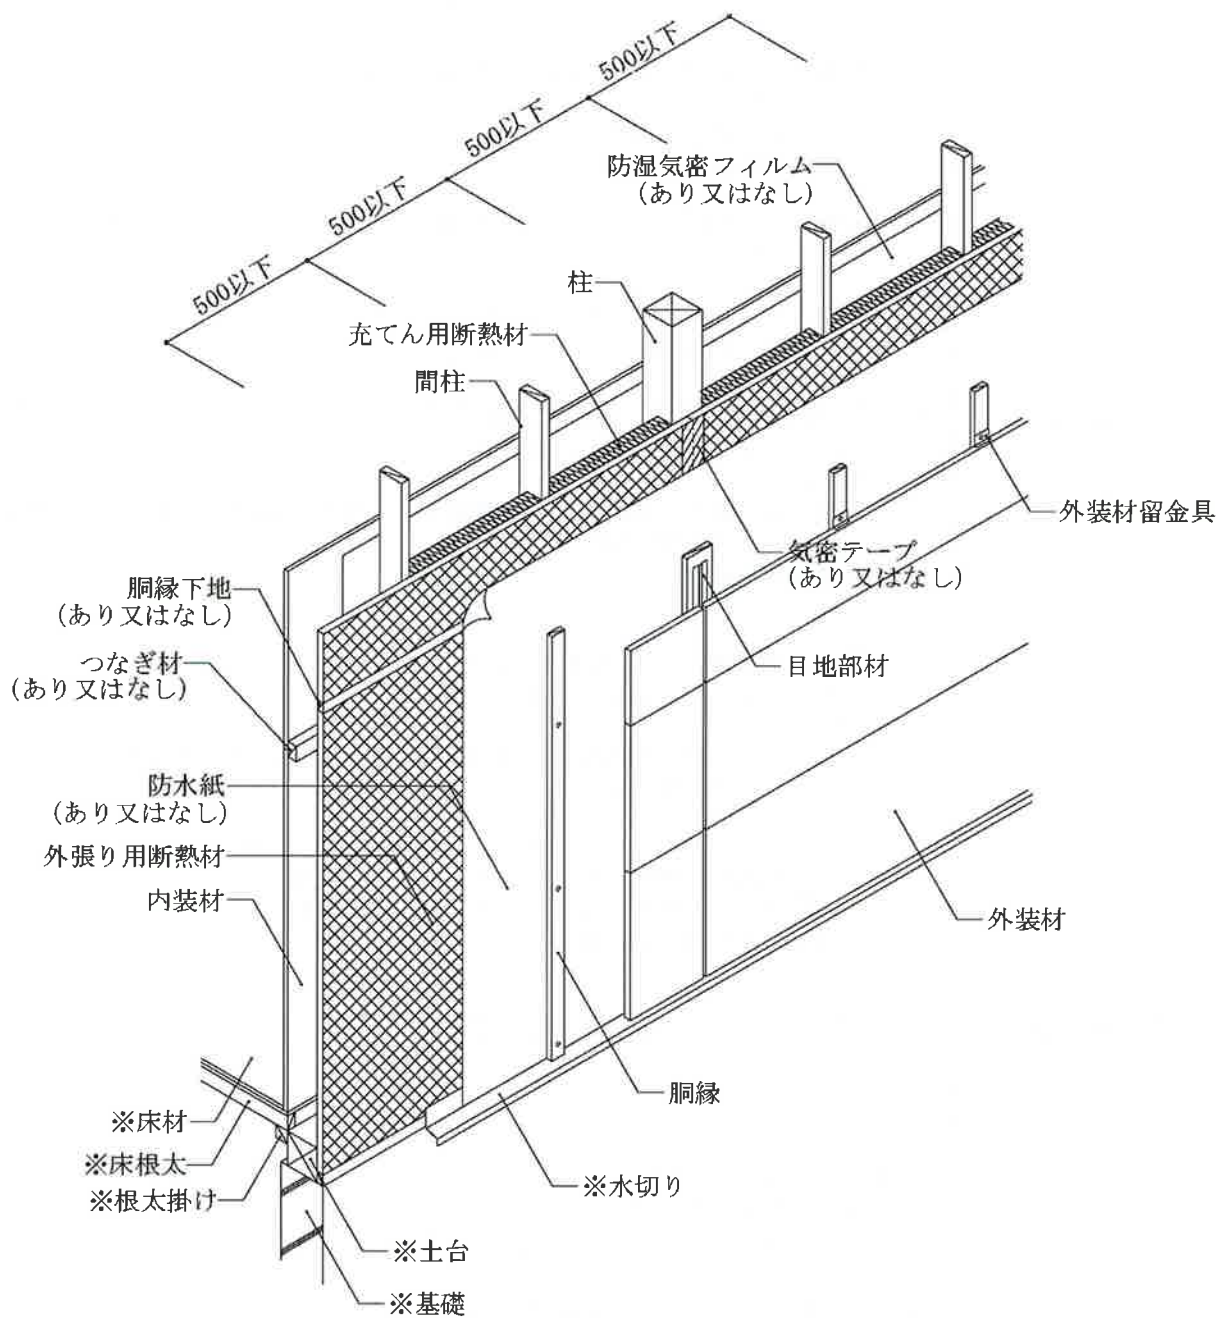 500以下
500以下
500以下
500以下
防湿気密フィルム
(あり又はなし)
柱
充てん用断熱材
間柱
外装材留金具
気密テープ
(あり又はなし)
胴縁下地
(あり又はなし)
つなぎ材
(あり又はなし)
目地部材
防水紙
(あり又はなし)
外張り用断熱材
内装材
外装材
胴縁
※床材
※床根太
※根太掛け
※水切り
※土台
※基礎